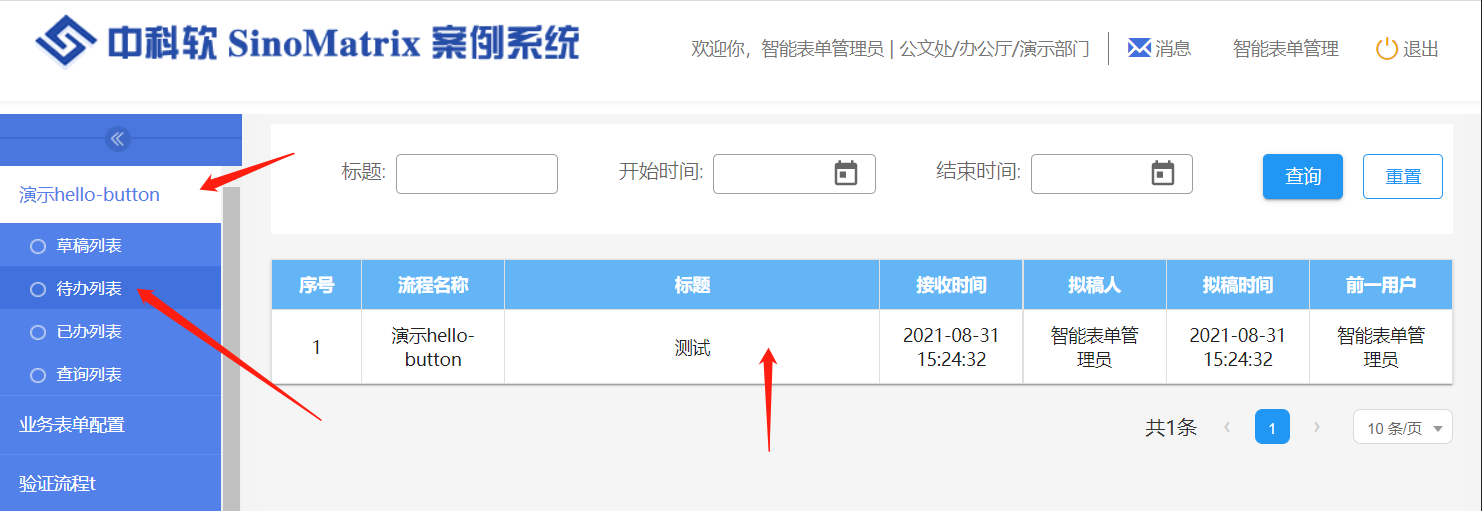 中科软 SinoMatrix 案例系统
欢迎你，智能表单管理员 | 公文处/办公厅/演示部门
消息
智能表单管理
退出
演示hello-button
草稿列表
待办列表
已办列表
查询列表
业务表单配置
验证流程t
标题:
开始时间:
结束时间:
查询
重置
序号 流程名称 标题 接收时间 拟稿人 拟稿时间 前一用户
1 演示hello- 测试 2021-08-31 智能表单管 2021-08-31 智能表单管
button 15:24:32 理员 15:24:32 理员
共1条
1
10 条/页